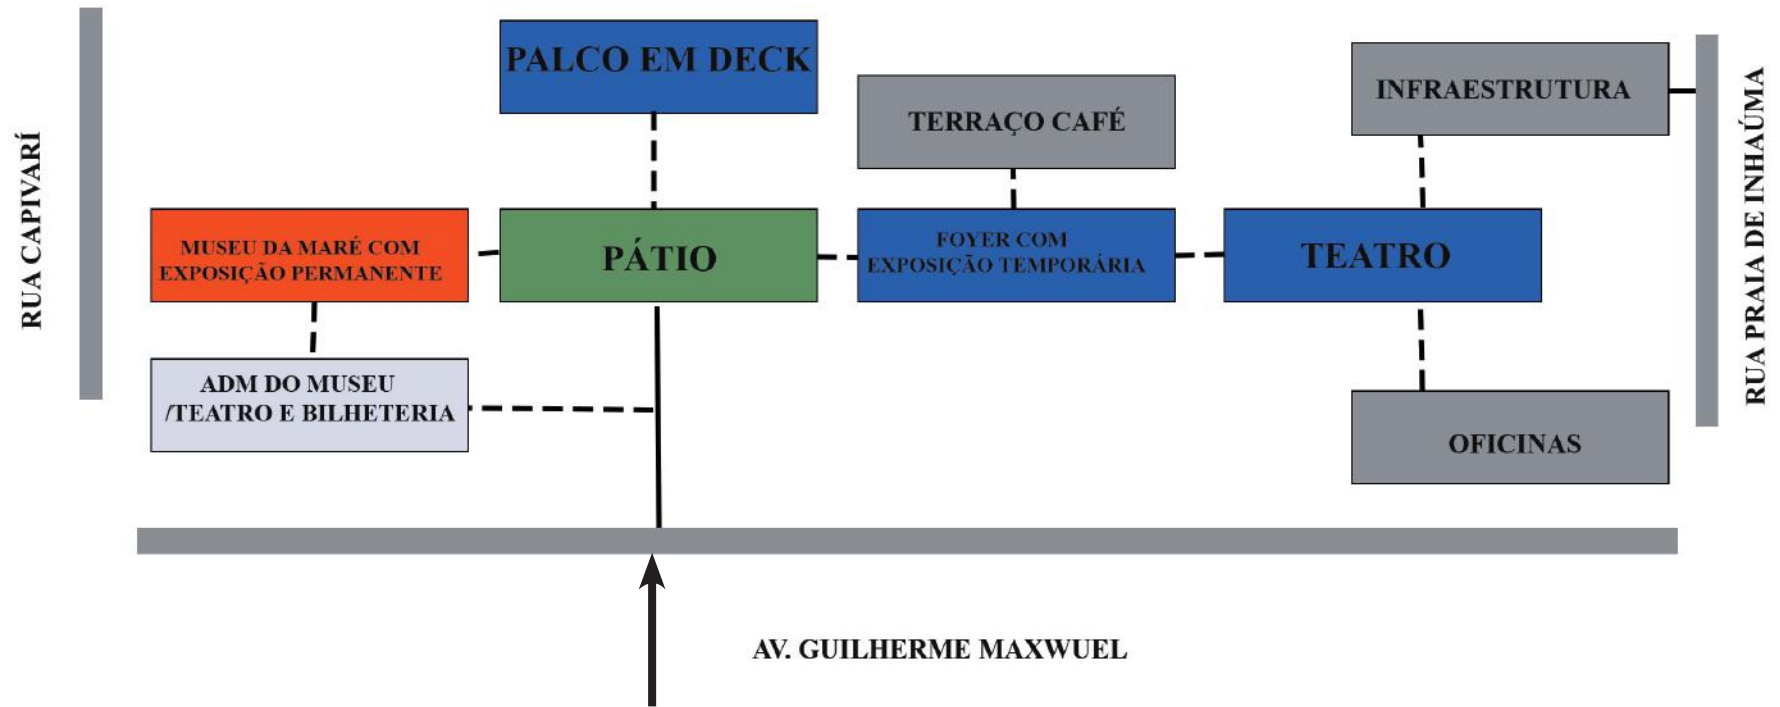 PALCO EM DECK
TERRAÇO CAFÉ
INFRAESTRUTURA
RUA CAPIVARÍ
RUA PRAIA DE INHAÚMA
MUSEU DA MARÉ COM
EXPOSIÇÃO PERMANENTE
PÁTIO
FOYER COM
EXPOSIÇÃO TEMPORÁRIA
TEATRO
ADM DO MUSEU
/TEATRO E BILHETERIA
OFICINAS
AV. GUILHERME MAXWUEL